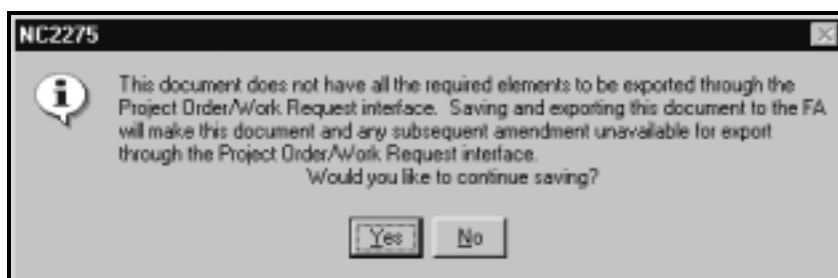 NC2275
This document does not have all the required elements to be exported through the
Project Order/Work Request interface. Saving and exporting this document to the FA
will make this document and any subsequent amendment unavailable for export
through the Project Order/Work Request interface.
Would you like to continue saving?
Yes No